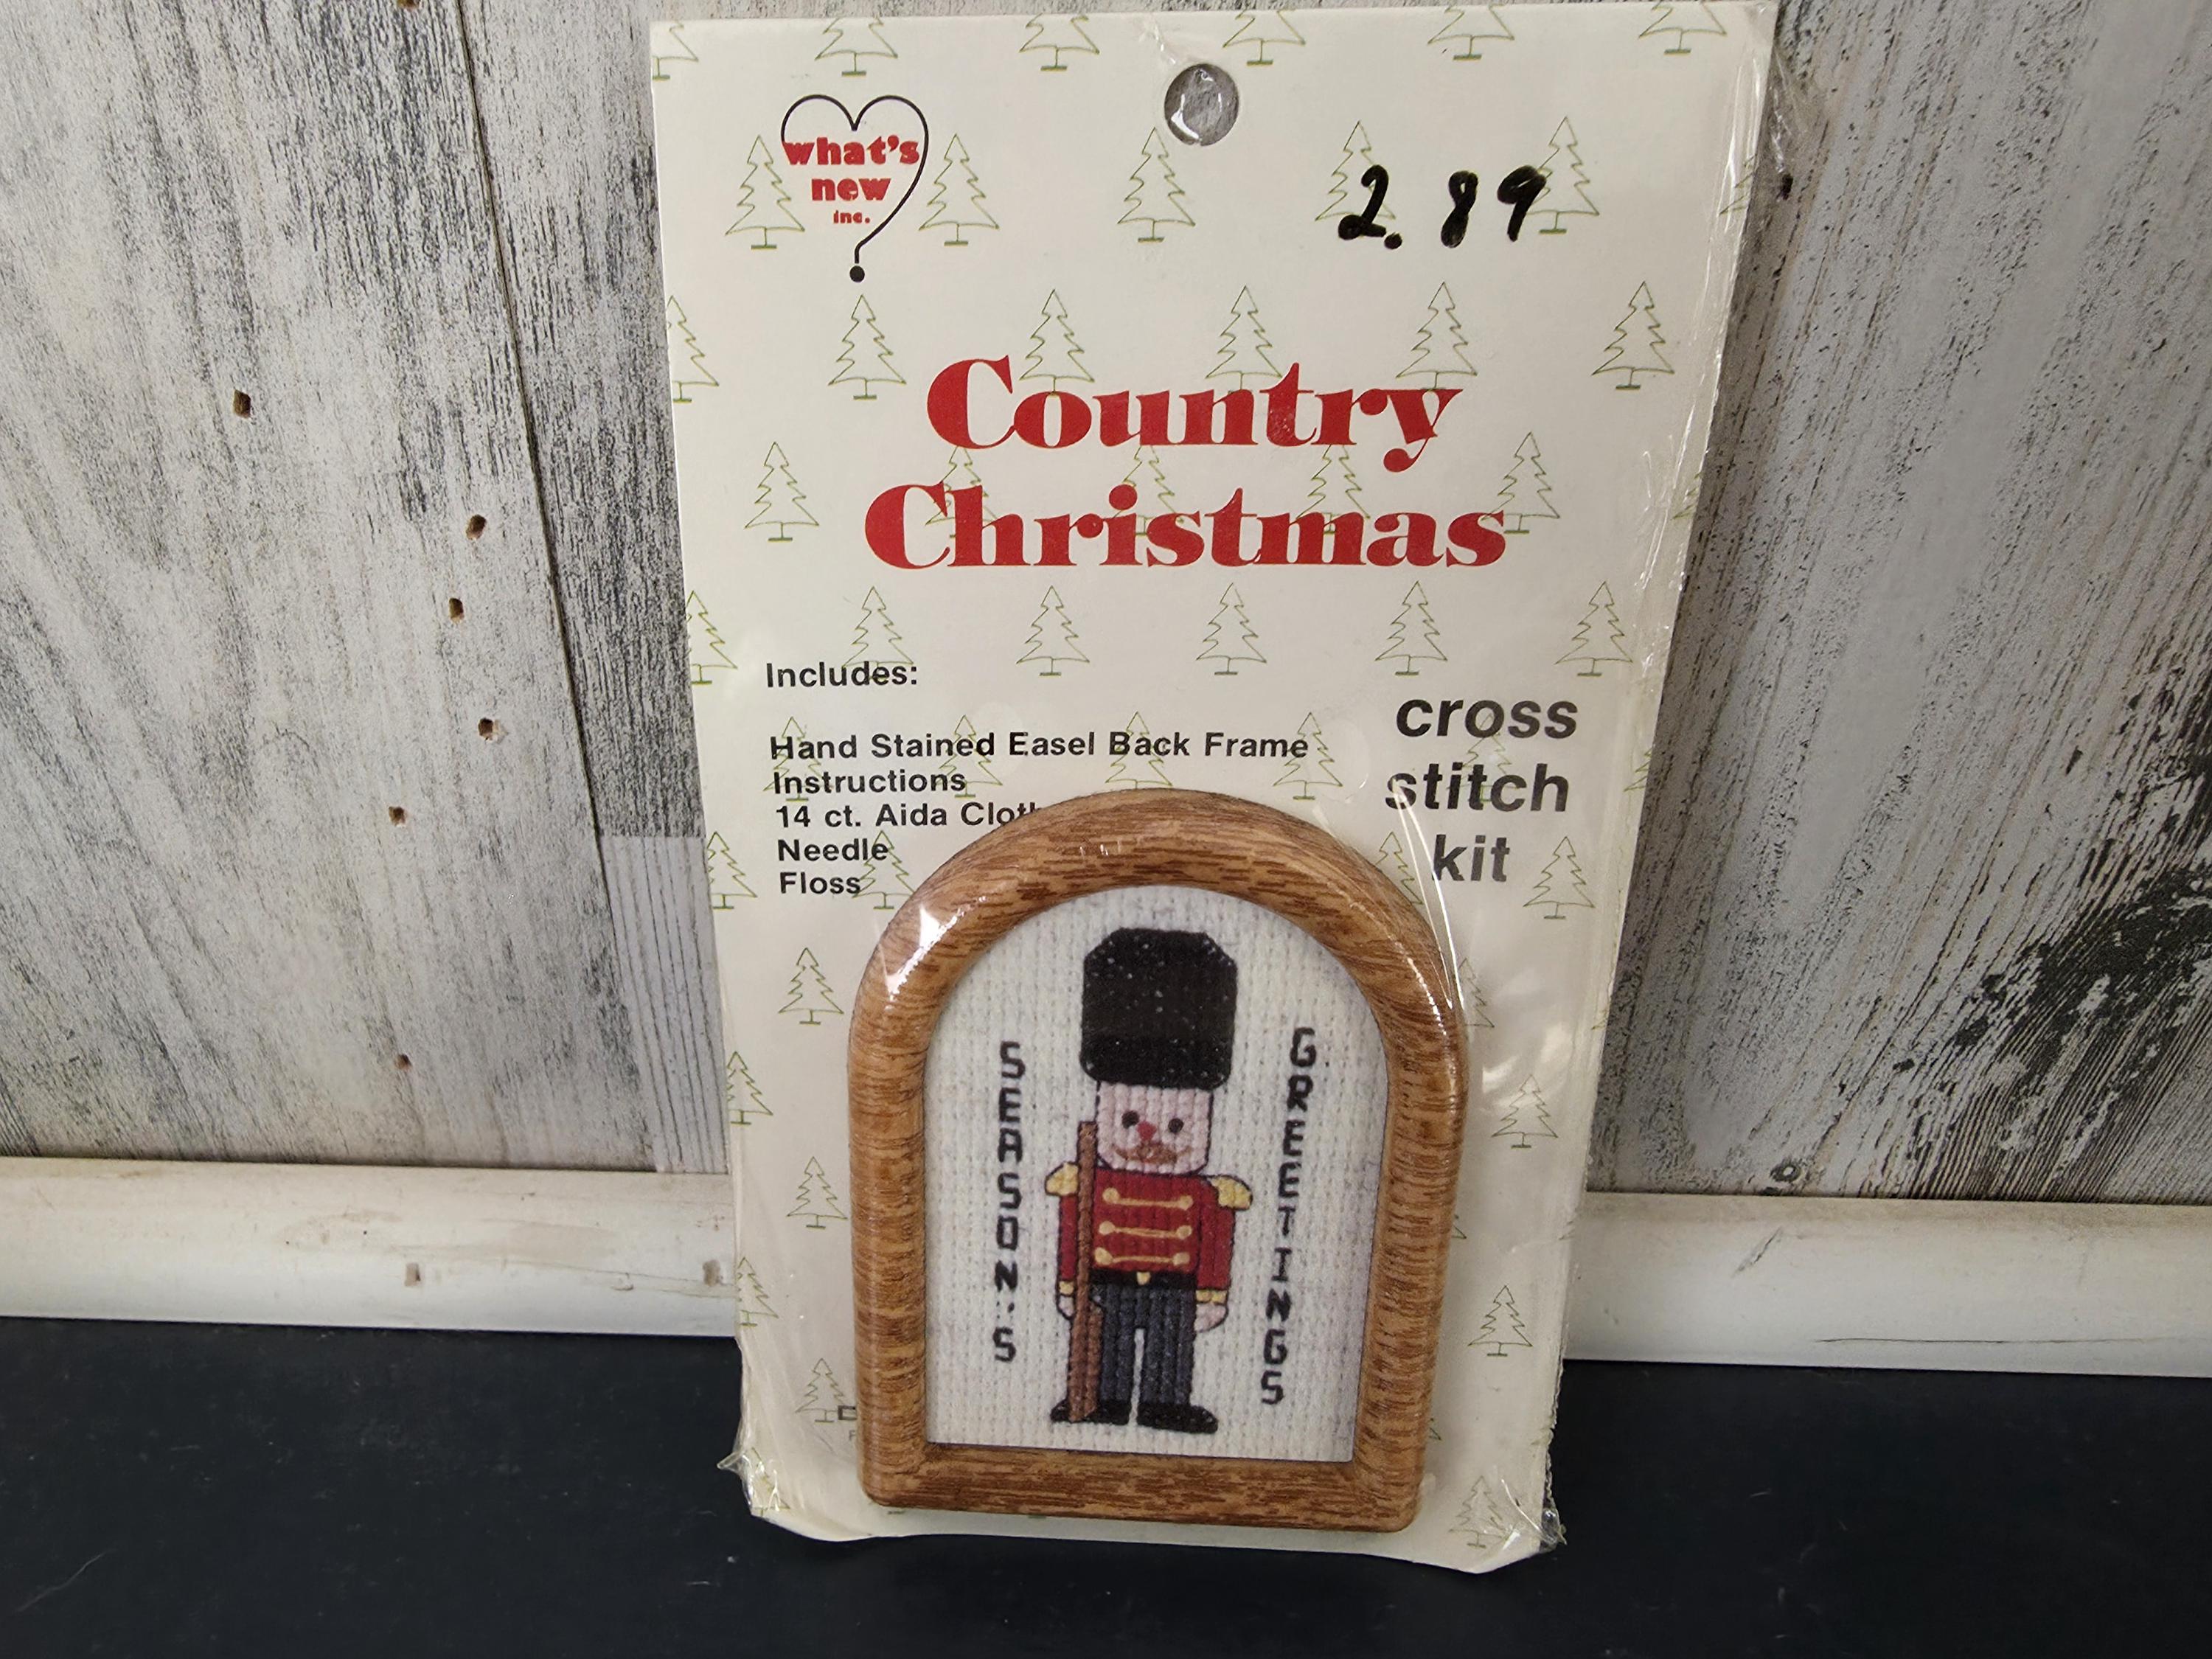 what's
new
inc.
2.89
Country
Christmas
Includes:
Hand Stained Easel Back Frame
Instructions
14 ct. Aida Cloth
Needle
Floss
cross
stitch
kit
SEASON'S
GREETINGS